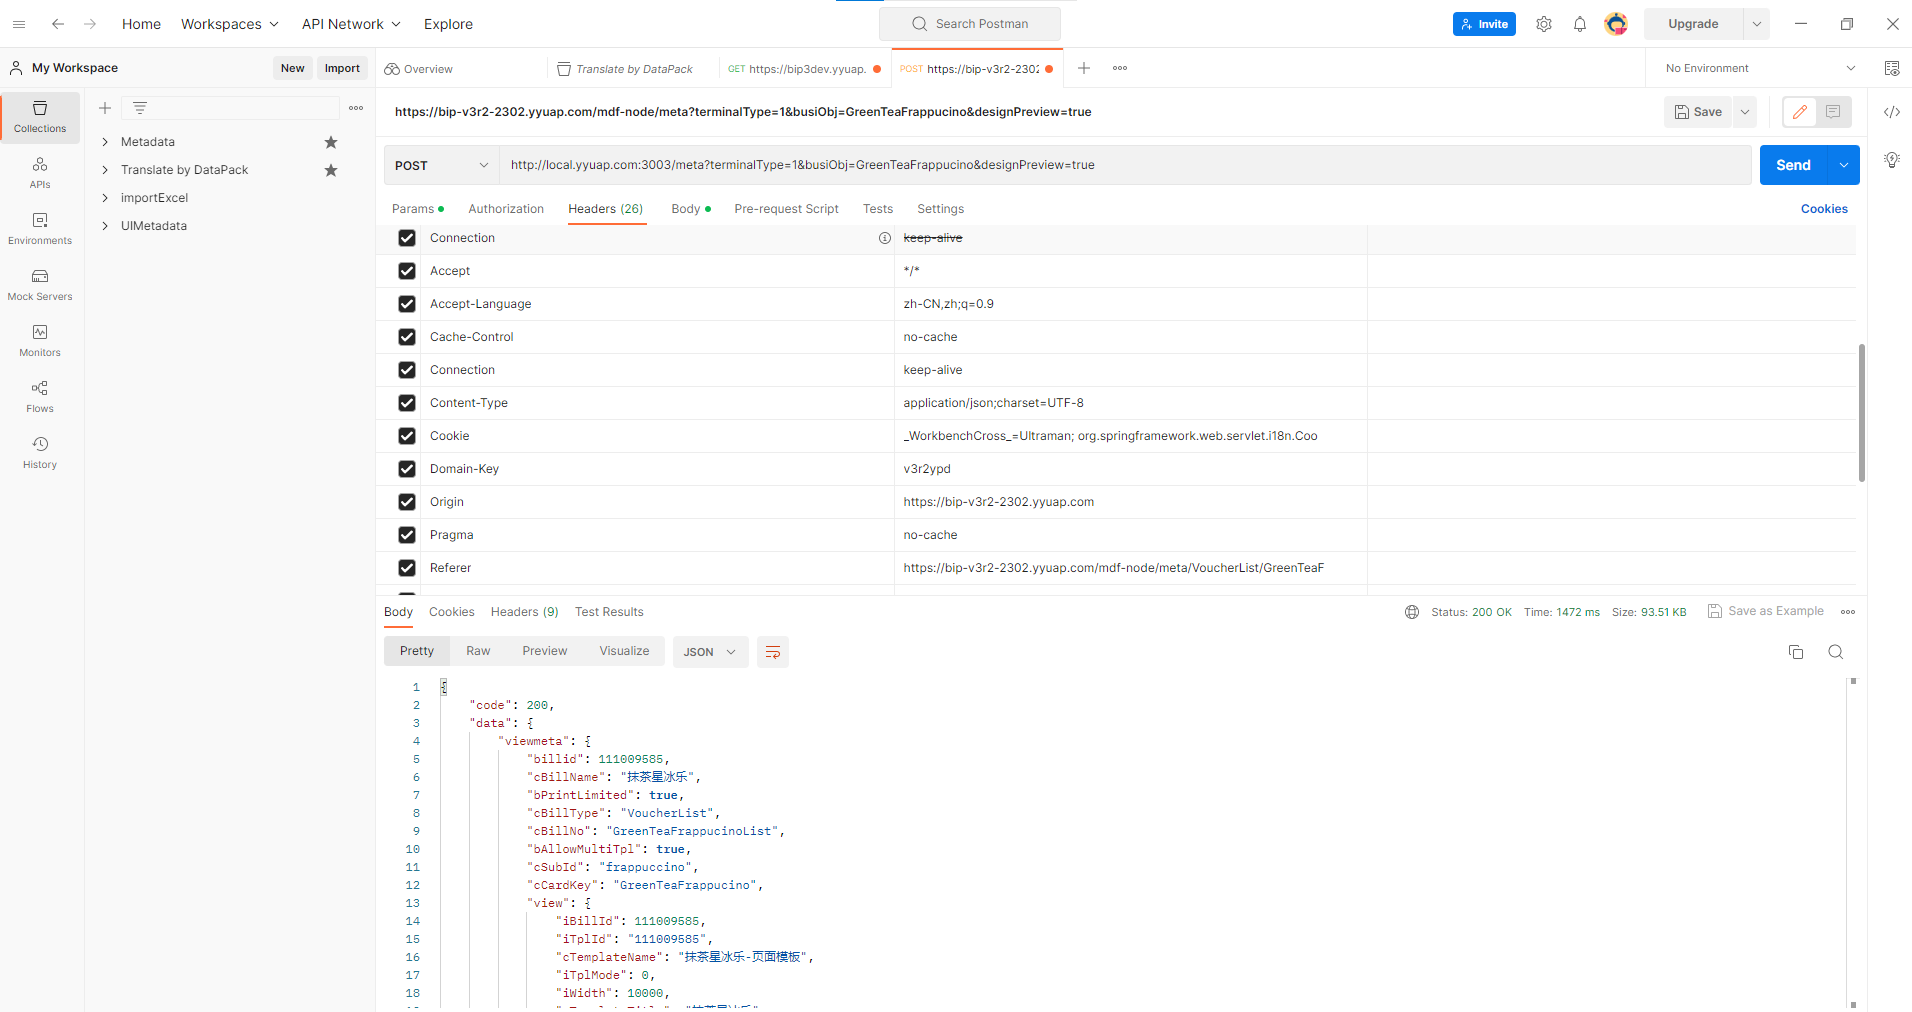 Home Workspaces API Network Explore Search Postman Invite Upgrade
My Workspace New Import
Overview Translate by DataPack GET https://bip3dev.yyuap. POST https://bip-v3r2-2302 No Environment
Collections
APIs
Environments
Mock Servers
Monitors
Flows
History
Metadata
Translate by DataPack
importExcel
UIMetadata
https://bip-v3r2-2302.yyuap.com/mdf-node/meta?terminalType=1&busiObj=GreenTeaFrappucino&designPreview=true Save
POST http://local.yyuap.com:3003/meta?terminalType=1&busiObj=GreenTeaFrappucino&designPreview=true Send
Params Authorization Headers (26) Body Pre-request Script Tests Settings Cookies
Connection keep-alive
Accept */*
Accept-Language zh-CN,zh;q=0.9
Cache-Control no-cache
Connection keep-alive
Content-Type application/json;charset=UTF-8
Cookie _WorkbenchCross_=Ultraman; org.springframework.web.servlet.i18n.Coo
Domain-Key v3r2ypd
Origin https://bip-v3r2-2302.yyuap.com
Pragma no-cache
Referer https://bip-v3r2-2302.yyuap.com/mdf-node/meta/VoucherList/GreenTeaF
Body Cookies Headers (9) Test Results Status: 200 OK Time: 1472 ms Size: 93.51 KB Save as Example
Pretty Raw Preview Visualize JSON
1 {
2 "code": 200,
3 "data": {
4 "viewmeta": {
5 "billid": 111009585,
6 "cBillName": "抹茶星冰乐",
7 "bPrintLimited": true,
8 "cBillType": "VoucherList",
9 "cBillNo": "GreenTeaFrappucinoList",
10 "bAllowMultiTpl": true,
11 "cSubId": "frappuccino",
12 "cCardKey": "GreenTeaFrappucino",
13 "view": {
14 "iBillId": 111009585,
15 "iTplId": "111009585",
16 "cTemplateName": "抹茶星冰乐-页面模板",
17 "iTplMode": 0,
18 "iWidth": 10000,